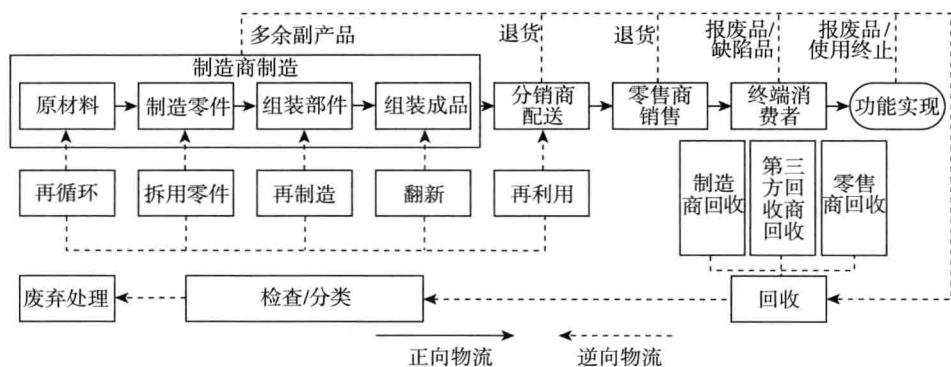 多余副产品
退货
退货
报废品/
缺陷品
报废品/
使用终止
制造商制造
原材料
制造零件
组装部件
组装成品
分销商
配送
零售商
销售
终端消
费者
功能实现
再循环
拆用零件
再制造
翻新
再利用
制造
商回收
第三
方回
收商
回收
零售
商回收
废弃处理
检查/分类
回收
正向物流
逆向物流